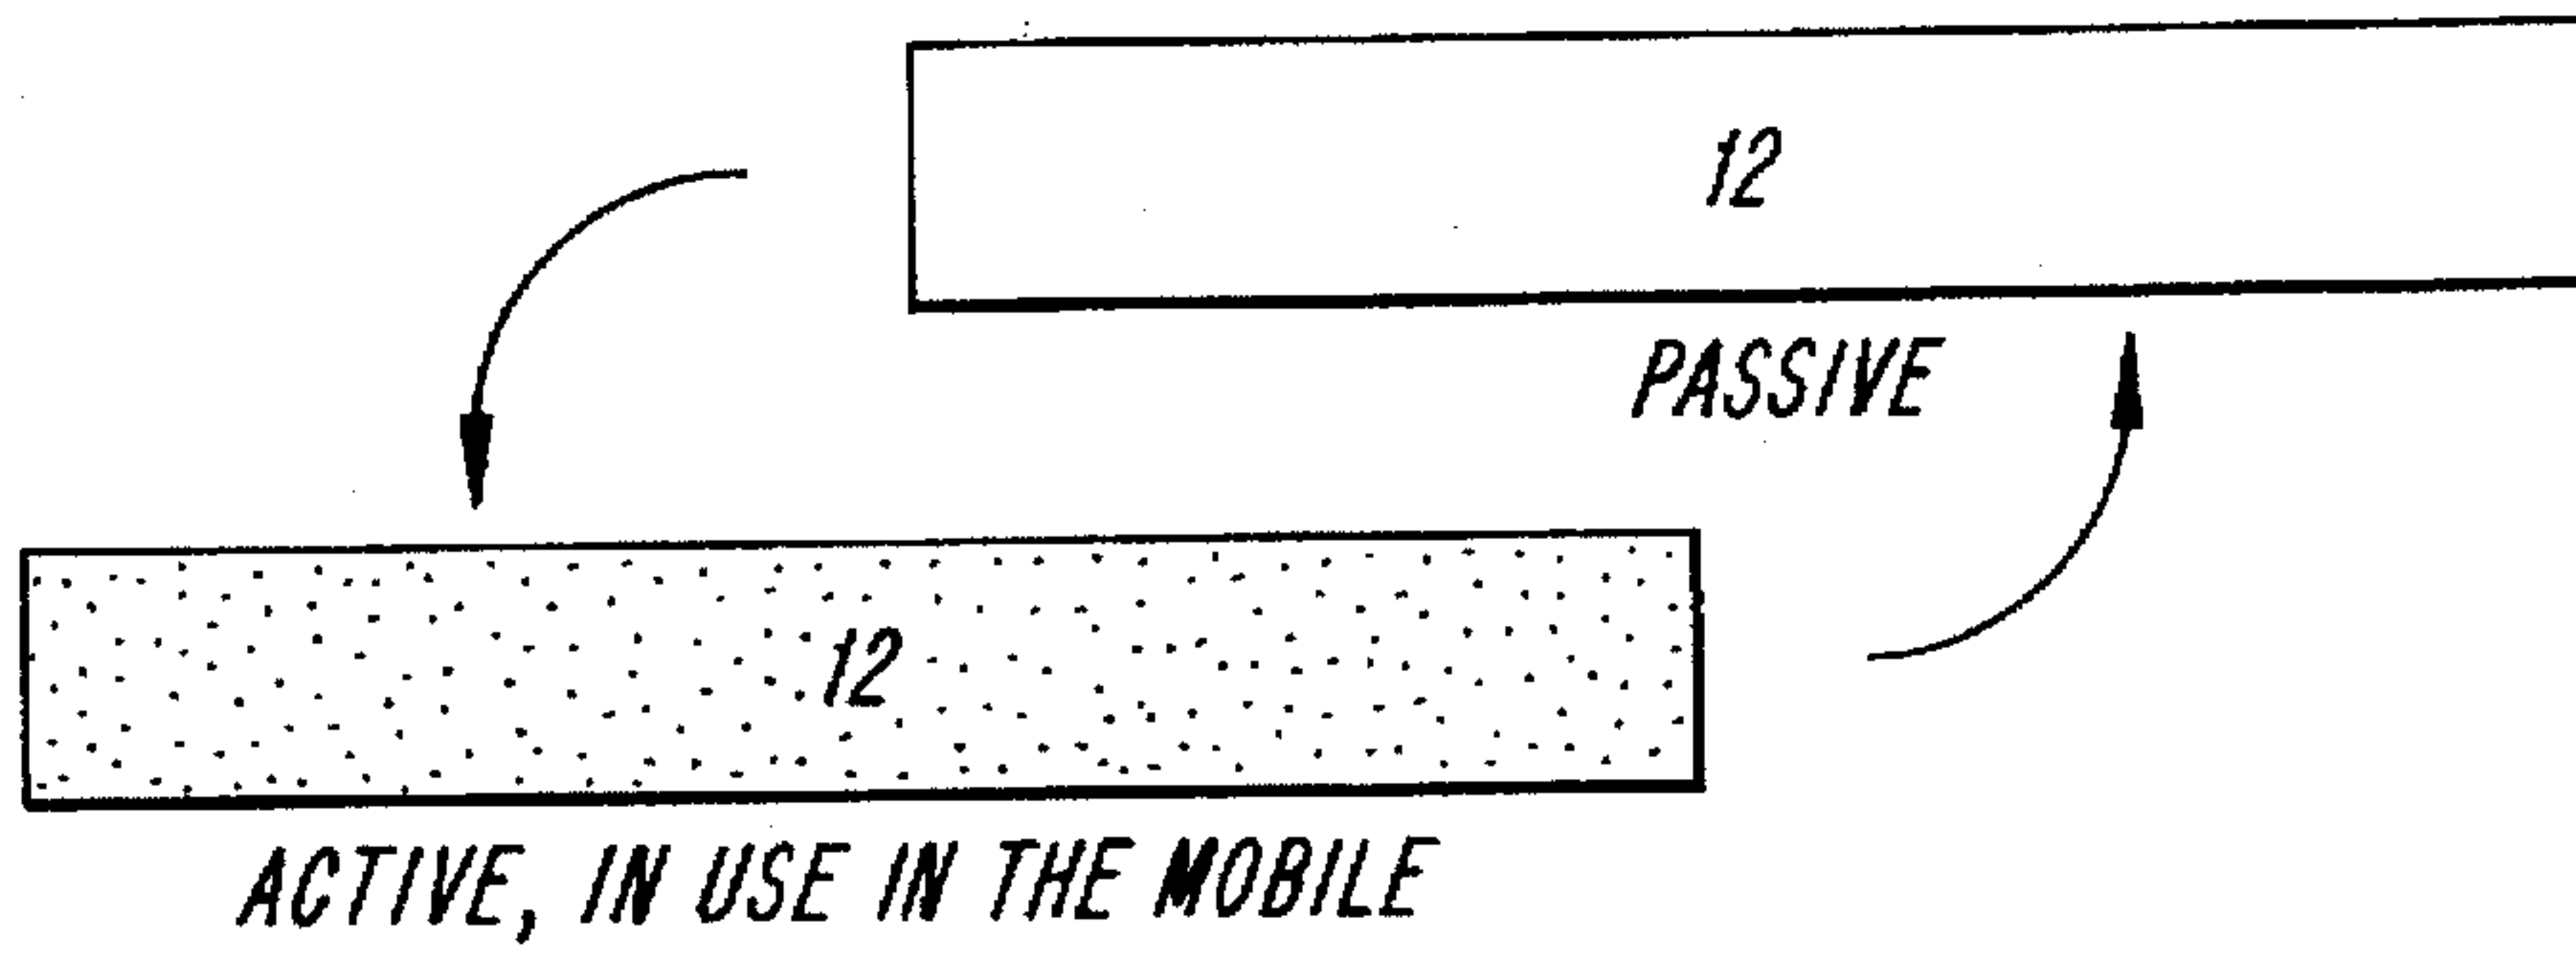 12
PASSIVE
12
ACTIVE, IN USE IN THE MOBILE